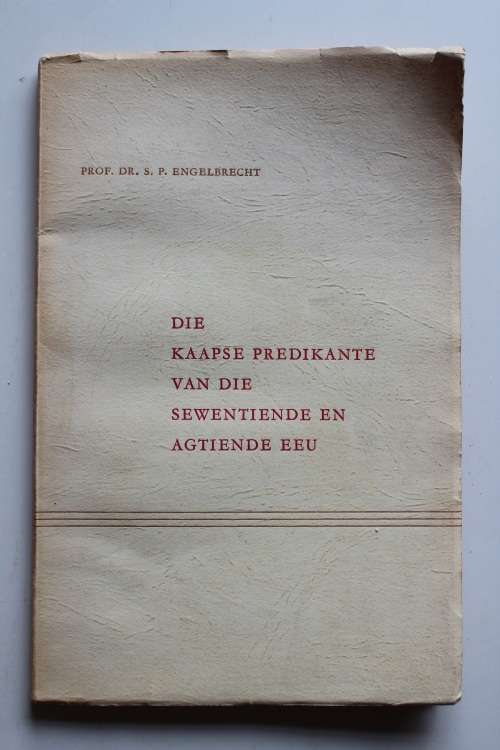 PROF. DR. S. P. ENGELBRECHT
DIE
KAAPSE PREDIKANTE
VAN DIE
SEWENTIENDE EN
AGTIENDE EEU